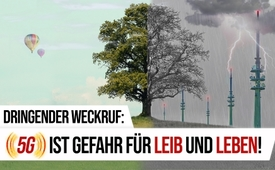 DRINGENDER WECKRUF:
5G IST GEFAHR FÜR LEIB UND LEBEN!